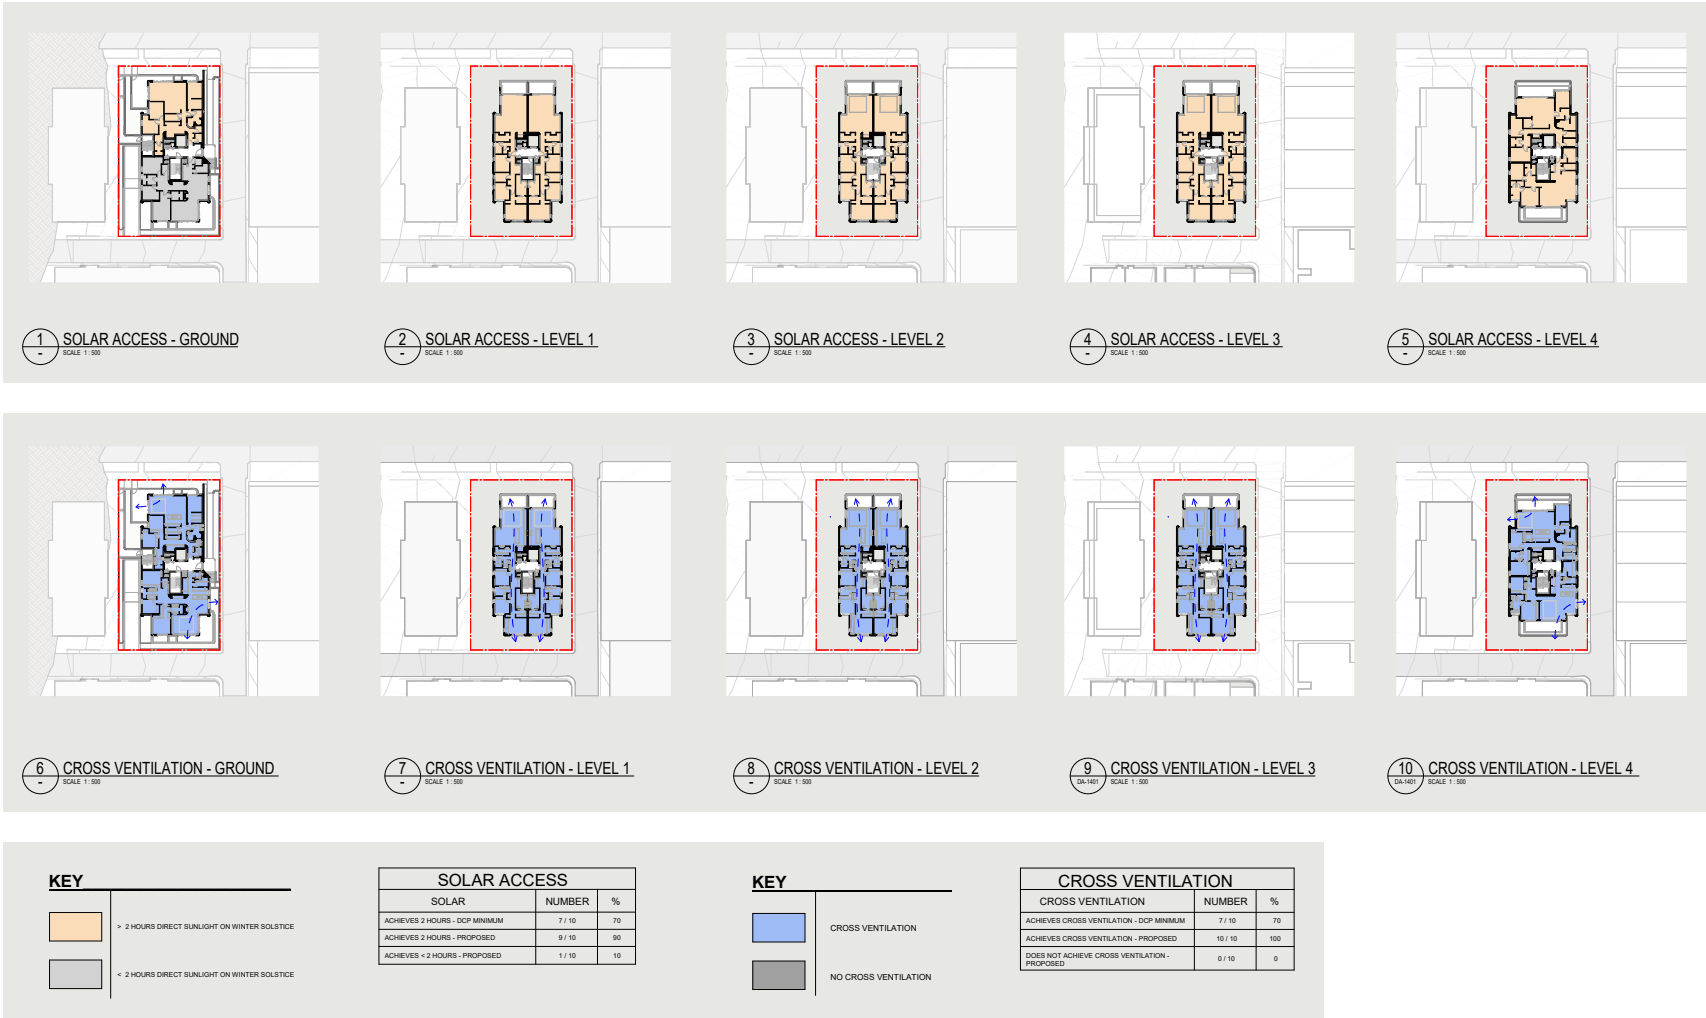 1 SOLAR ACCESS - GROUND
- SCALE 1 : 500
2 SOLAR ACCESS - LEVEL 1
- SCALE 1 : 500
3 SOLAR ACCESS - LEVEL 2
- SCALE 1 : 500
4 SOLAR ACCESS - LEVEL 3
- SCALE 1 : 500
5 SOLAR ACCESS - LEVEL 4
- SCALE 1 : 500
6 CROSS VENTILATION - GROUND
- SCALE 1 : 500
7 CROSS VENTILATION - LEVEL 1
- SCALE 1 : 500
8 CROSS VENTILATION - LEVEL 2
- SCALE 1 : 500
9 CROSS VENTILATION - LEVEL 3
DA-1401 SCALE 1 : 500
10 CROSS VENTILATION - LEVEL 4
DA-1401 SCALE 1 : 500
KEY
> 2 HOURS DIRECT SUNLIGHT ON WINTER SOLSTICE
< 2 HOURS DIRECT SUNLIGHT ON WINTER SOLSTICE
SOLAR ACCESS
SOLAR NUMBER %
ACHIEVES 2 HOURS - DCP MINIMUM 7 / 10 70
ACHIEVES 2 HOURS - PROPOSED 9 / 10 90
ACHIEVES < 2 HOURS - PROPOSED 1 / 10 10
KEY
CROSS VENTILATION
NO CROSS VENTILATION
CROSS VENTILATION
CROSS VENTILATION NUMBER %
ACHIEVES CROSS VENTILATION - DCP MINIMUM 7 / 10 70
ACHIEVES CROSS VENTILATION - PROPOSED 10 / 10 100
DOES NOT ACHIEVE CROSS VENTILATION - 0 / 10 0
PROPOSED